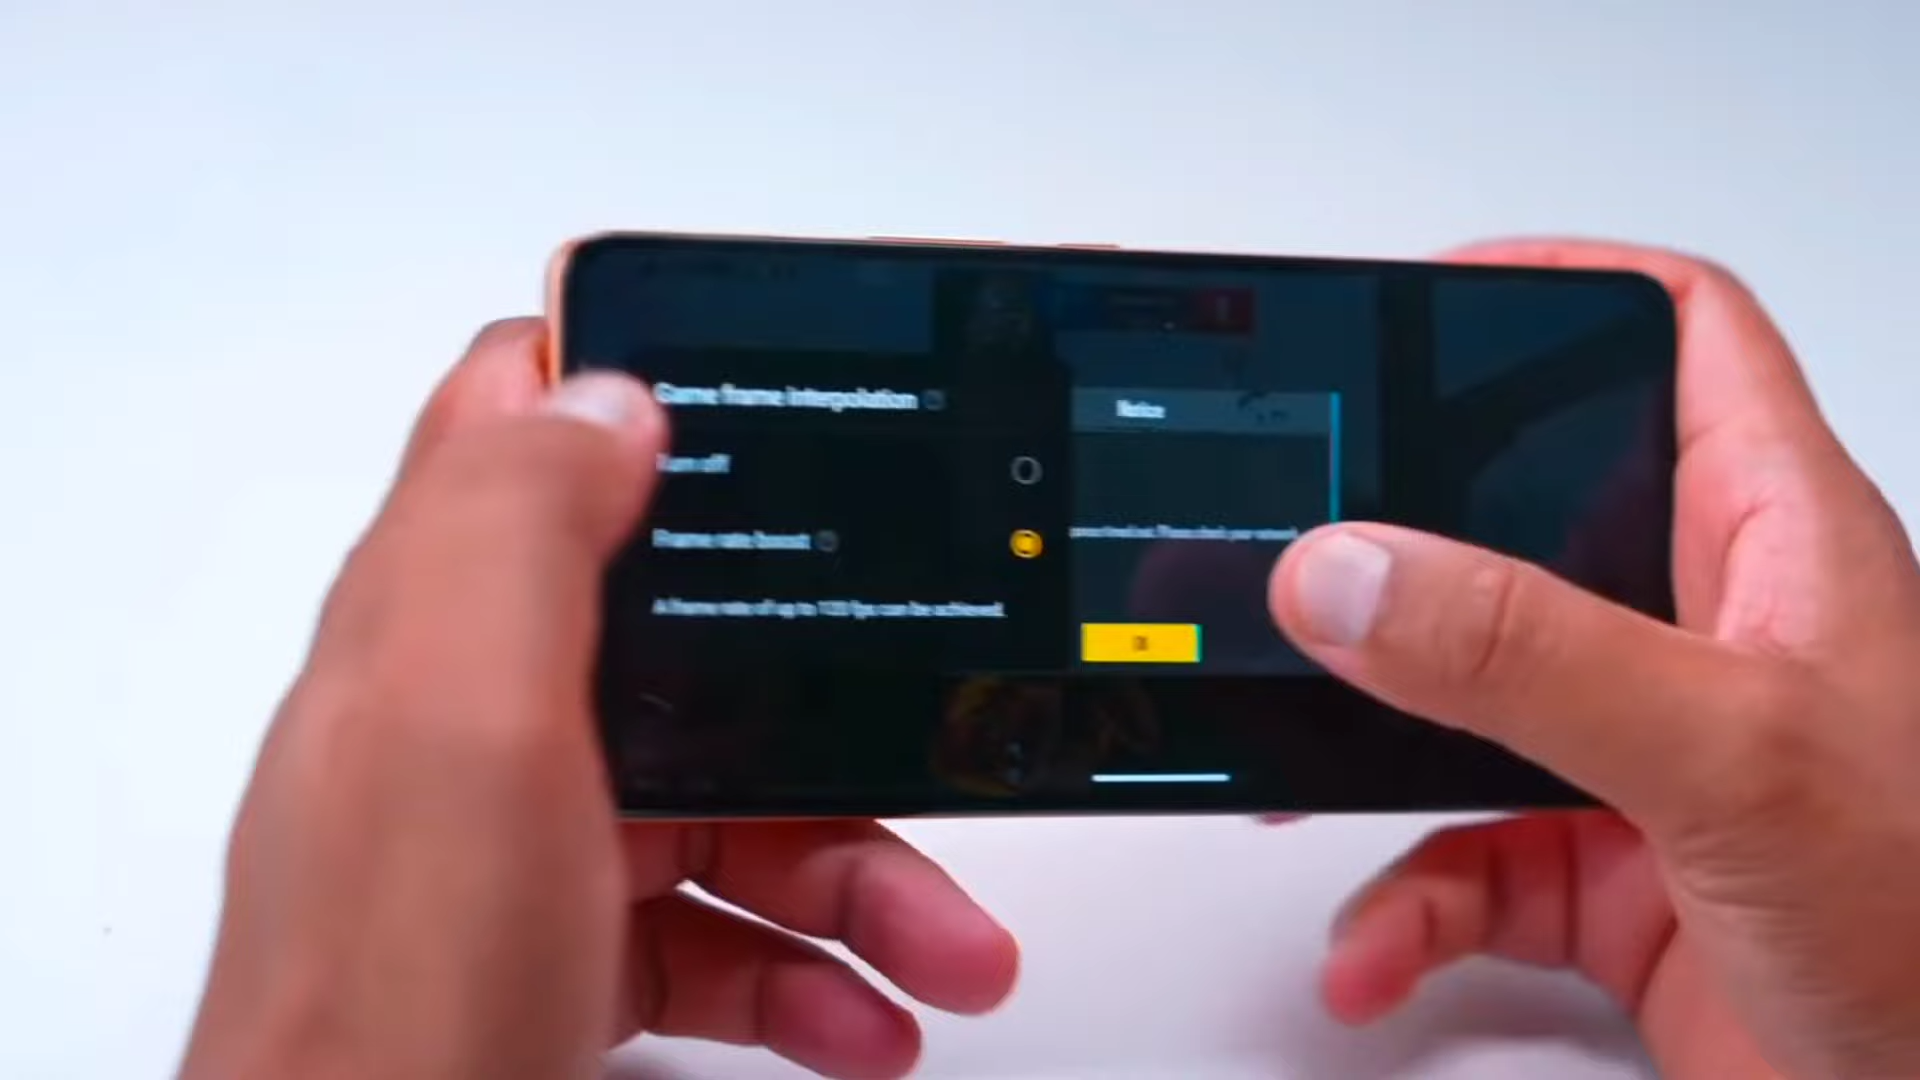 Game frame interpolation
Turn off
Frame rate boost
A frame rate of up to 120 fps can be achieved.
Notice